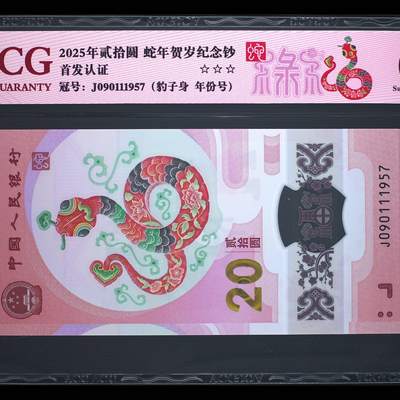 CG
UARANTY
2025年贰拾圆 蛇年贺岁纪念钞
首发认证 ☆☆☆
冠号：J090111957（豹子身 年份号）
中国人民银行
贰拾圆
20
J090111957